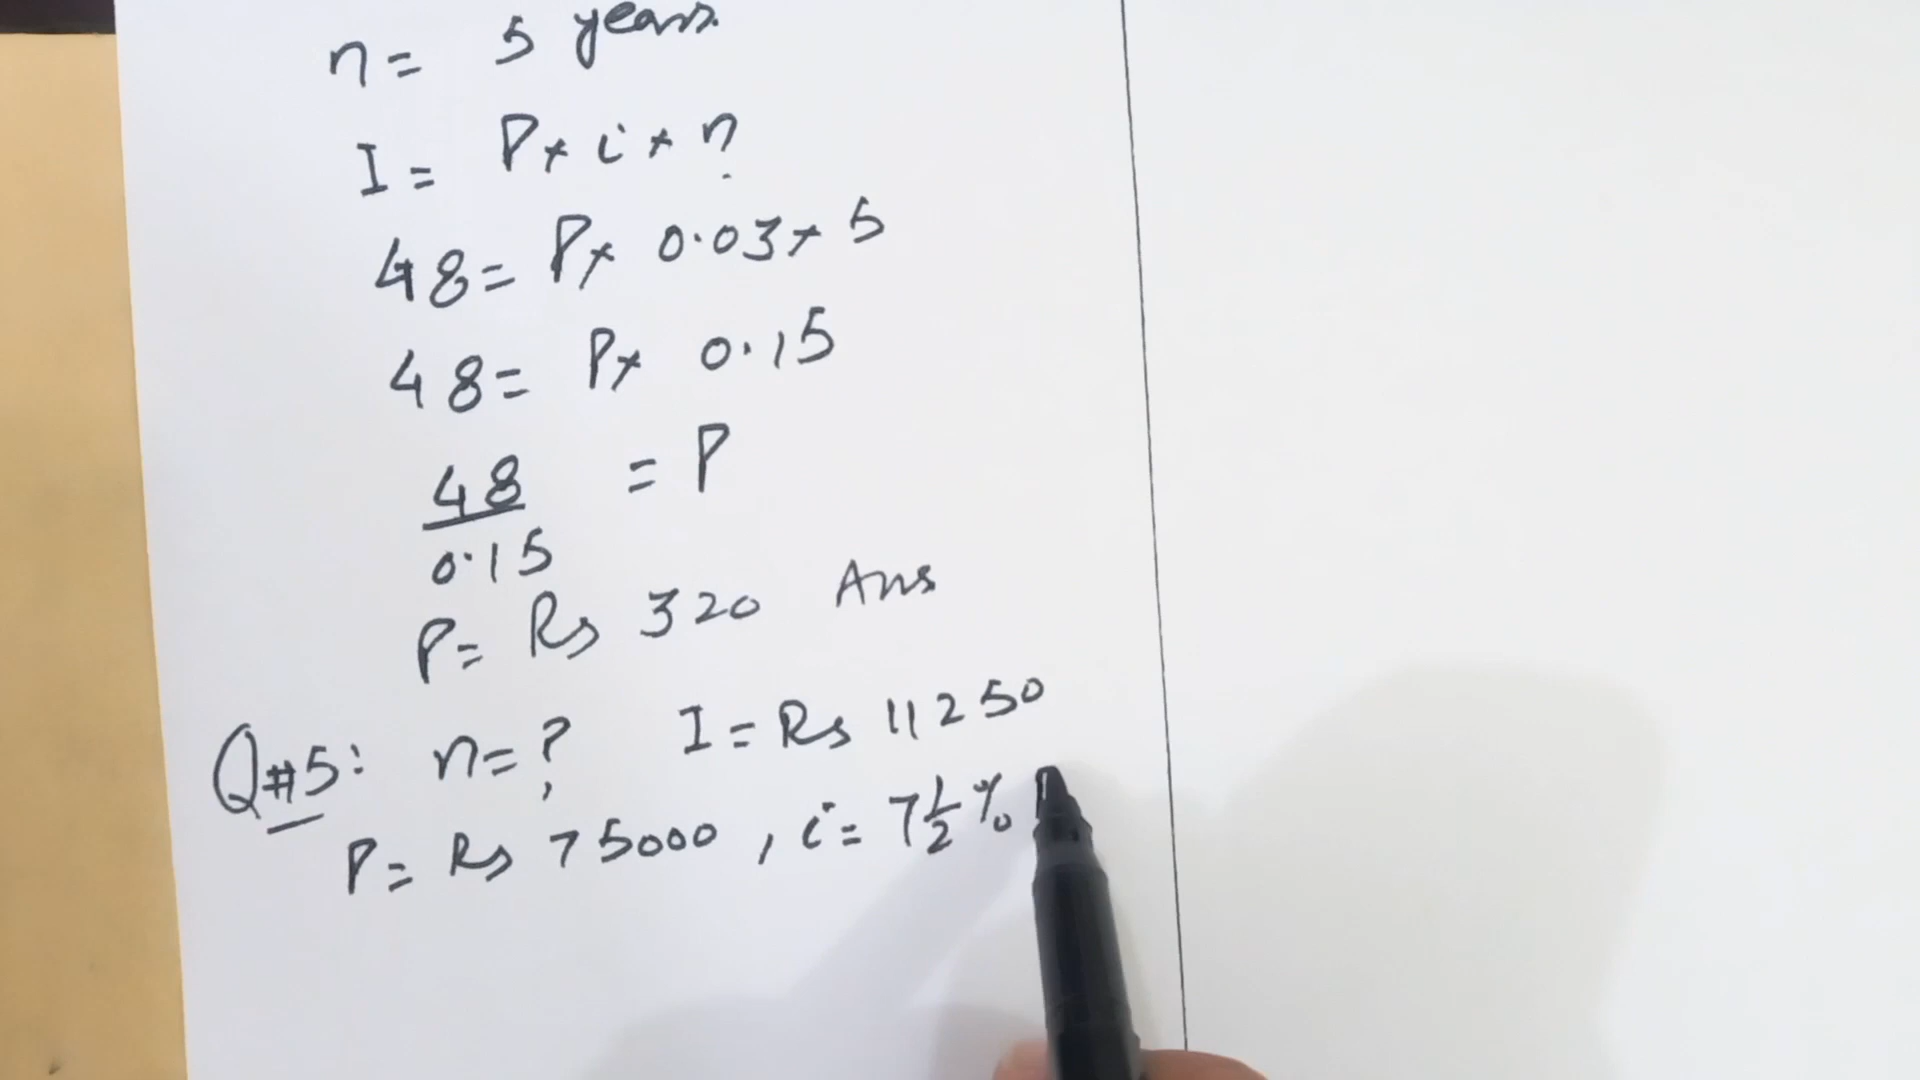 n= 5 years.
I= P× i × n
48= P× 0.03× 5
48= P× 0.15
48/0.15 = P
P= Rs 320 Ans
Q#5: n=? I=Rs 11250
P= Rs 75000, i= 7½%